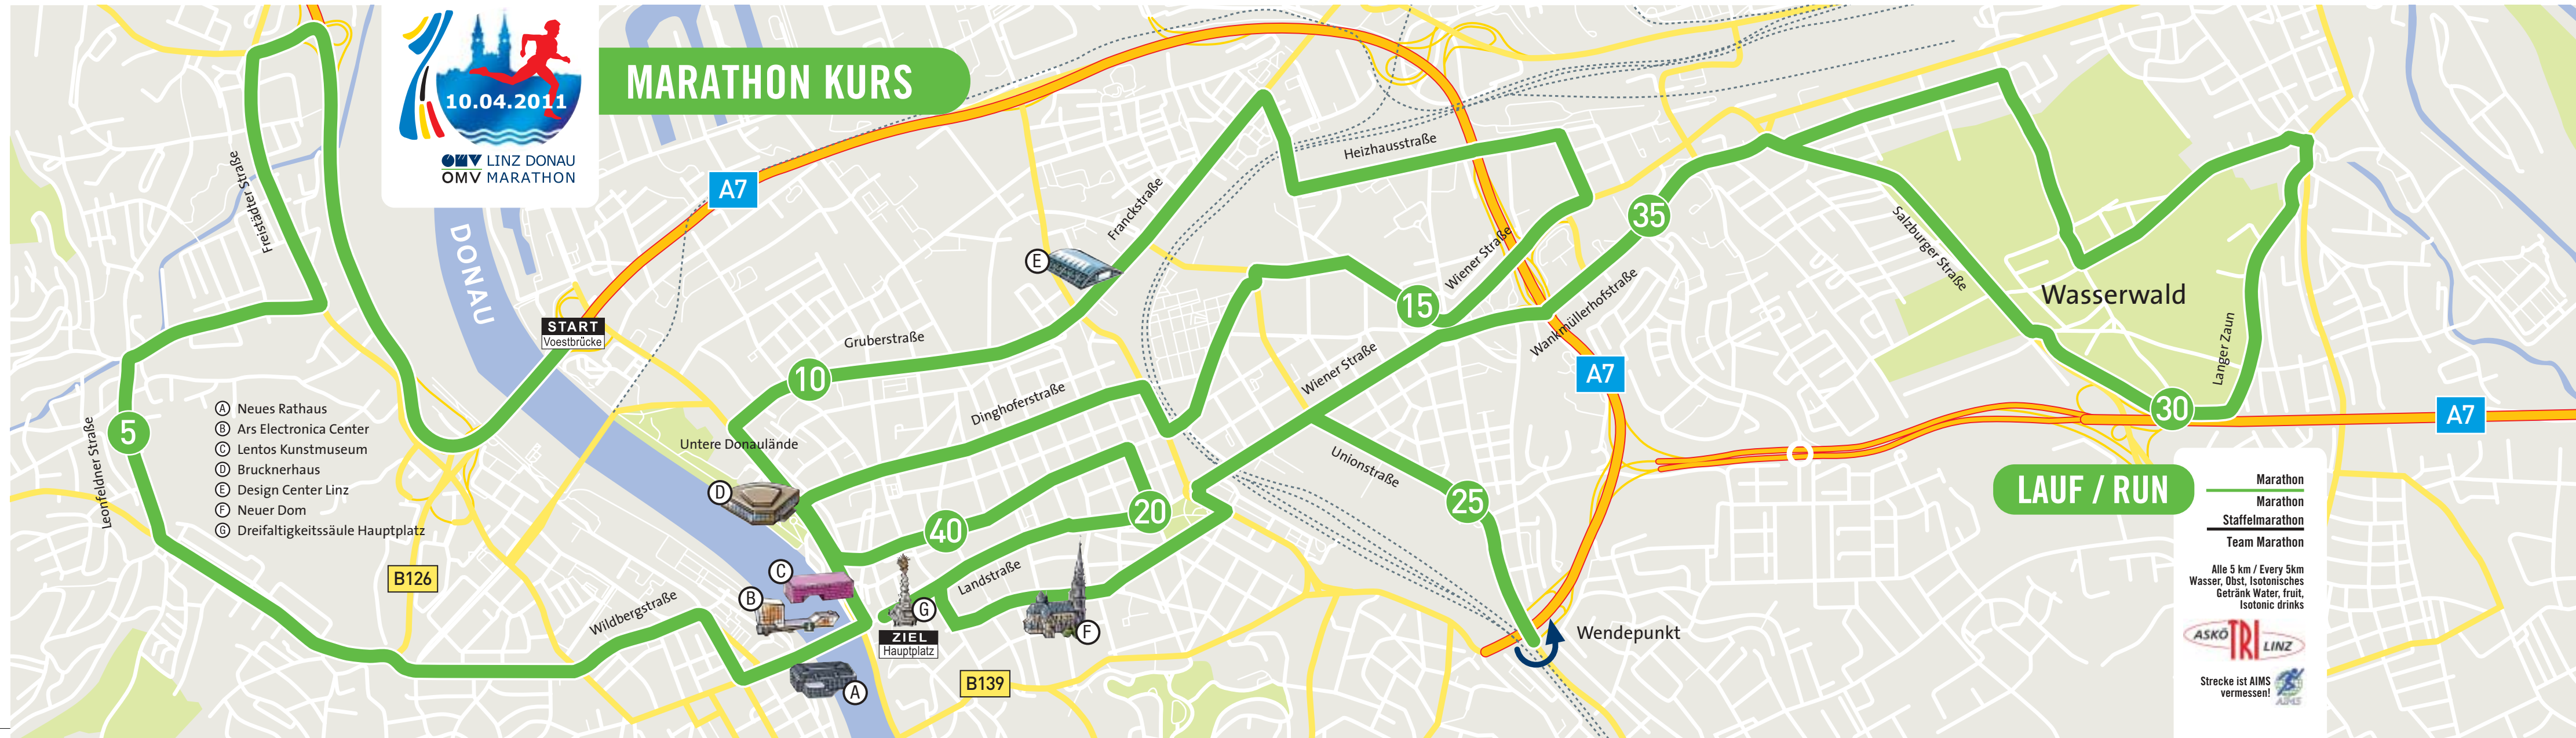 MARATHON KURS
10.04.2011
OMV LINZ DONAU
OMV MARATHON
DONAU
Freistädter Straße
Leonfeldner Straße
5
START
Voestbrücke
A7
A Neues Rathaus
B Ars Electronica Center
C Lentos Kunstmuseum
D Brucknerhaus
E Design Center Linz
F Neuer Dom
G Dreifaltigkeitssäule Hauptplatz
B126
Wildbergstraße
Untere Donaulände
10
Gruberstraße
Franckstraße
Heizhausstraße
Wiener Straße
15
Dinghoferstraße
Wiener Straße
Wankmüllerhofstraße
35
A7
Unionstraße
25
Wendepunkt
20
40
Landstraße
A
B
C
D
E
F
G
ZIEL
Hauptplatz
B139
Salzburger Straße
Wasserwald
Langer Zaun
30
A7
LAUF / RUN
Marathon
Marathon
Staffelmarathon
Team Marathon
Alle 5 km / Every 5km
Wasser, Obst, Isotonisches
Getränk Water, fruit,
Isotonic drinks
ASKÖ TRI LINZ
Strecke ist AIMS
vermessen!
AIMS